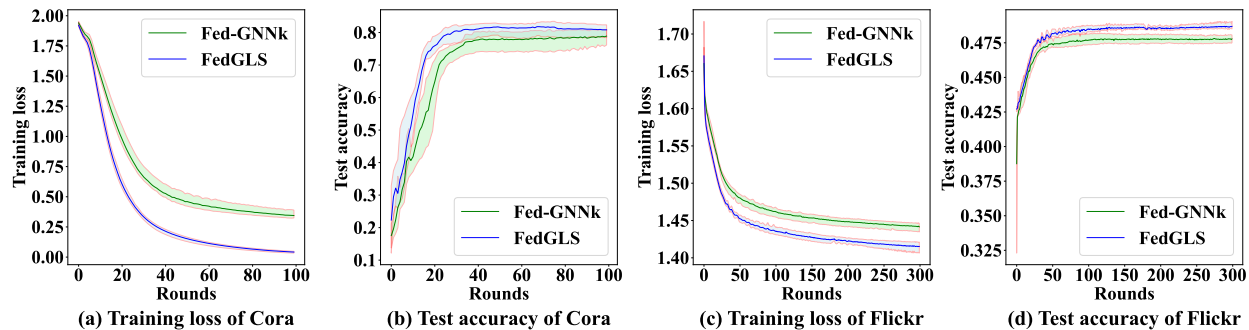 Training loss
2.00
1.75
1.50
1.25
1.00
0.75
0.50
0.25
0.00
Fed-GNNk
FedGLS
0 20 40 60 80 100
Rounds
(a) Training loss of Cora
Test accuracy
0.8
0.7
0.6
0.5
0.4
0.3
0.2
0.1
Fed-GNNk
FedGLS
0 20 40 60 80 100
Rounds
(b) Test accuracy of Cora
Training loss
1.70
1.65
1.60
1.55
1.50
1.45
1.40
Fed-GNNk
FedGLS
0 50 100 150 200 250 300
Rounds
(c) Training loss of Flickr
Test accuracy
0.475
0.450
0.425
0.400
0.375
0.350
0.325
Fed-GNNk
FedGLS
0 50 100 150 200 250 300
Rounds
(d) Test accuracy of Flickr